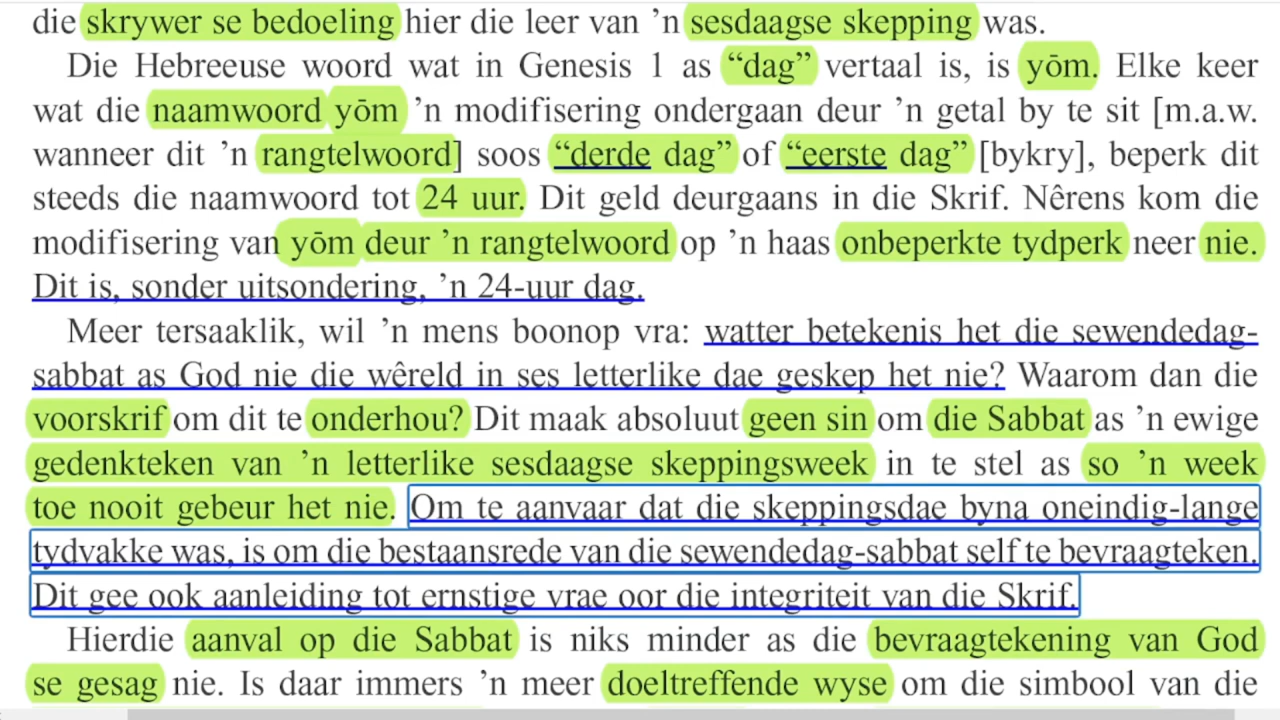 die skrywer se bedoeling hier die leer van ’n sesdaagse skepping was.
Die Hebreeuse woord wat in Genesis 1 as “dag” vertaal is, is yōm. Elke keer
wat die naamwoord yōm ’n modifisering ondergaan deur ’n getal by te sit [m.a.w.
wanneer dit ’n rangtelwoord] soos “derde dag” of “eerste dag” [bykry], beperk dit
steeds die naamwoord tot 24 uur. Dit geld deurgaans in die Skrif. Nêrens kom die
modifisering van yōm deur ’n rangtelwoord op ’n haas onbeperkte tydperk neer nie.
Dit is, sonder uitsondering, ’n 24-uur dag.
Meer tersaaklik, wil ’n mens boonop vra: watter betekenis het die sewendedag-
sabbat as God nie die wêreld in ses letterlike dae geskep het nie? Waarom dan die
voorskrif om dit te onderhou? Dit maak absoluut geen sin om die Sabbat as ’n ewige
gedenkteken van ’n letterlike sesdaagse skeppingsweek in te stel as so ’n week
toe nooit gebeur het nie. Om te aanvaar dat die skeppingsdae byna oneindig-lange
tydvakke was, is om die bestaansrede van die sewendedag-sabbat self te bevraagteken.
Dit gee ook aanleiding tot ernstige vrae oor die integriteit van die Skrif.
Hierdie aanval op die Sabbat is niks minder as die bevraagtekening van God
se gesag nie. Is daar immers ’n meer doeltreffende wyse om die simbool van die